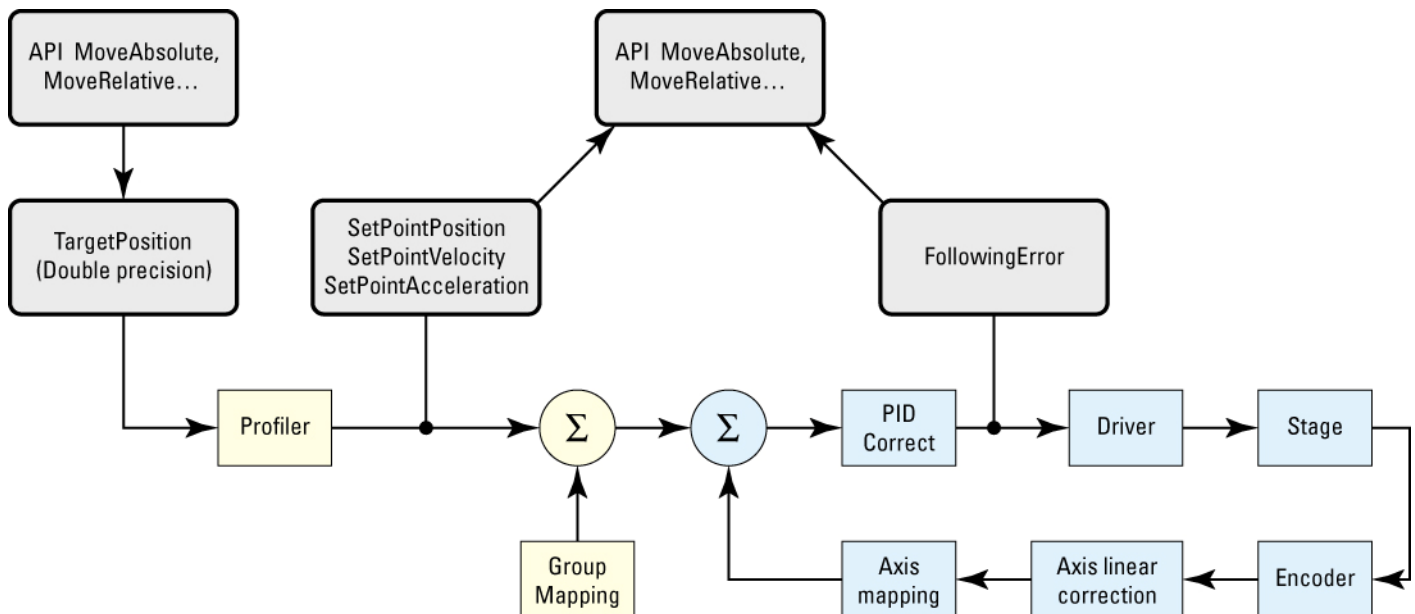 API MoveAbsolute,
MoveRelative…
API MoveAbsolute,
MoveRelative…
TargetPosition
(Double precision)
SetPointPosition
SetPointVelocity
SetPointAcceleration
FollowingError
Profiler
Σ
Σ
PID
Correct
Driver
Stage
Group
Mapping
Axis
mapping
Axis linear
correction
Encoder